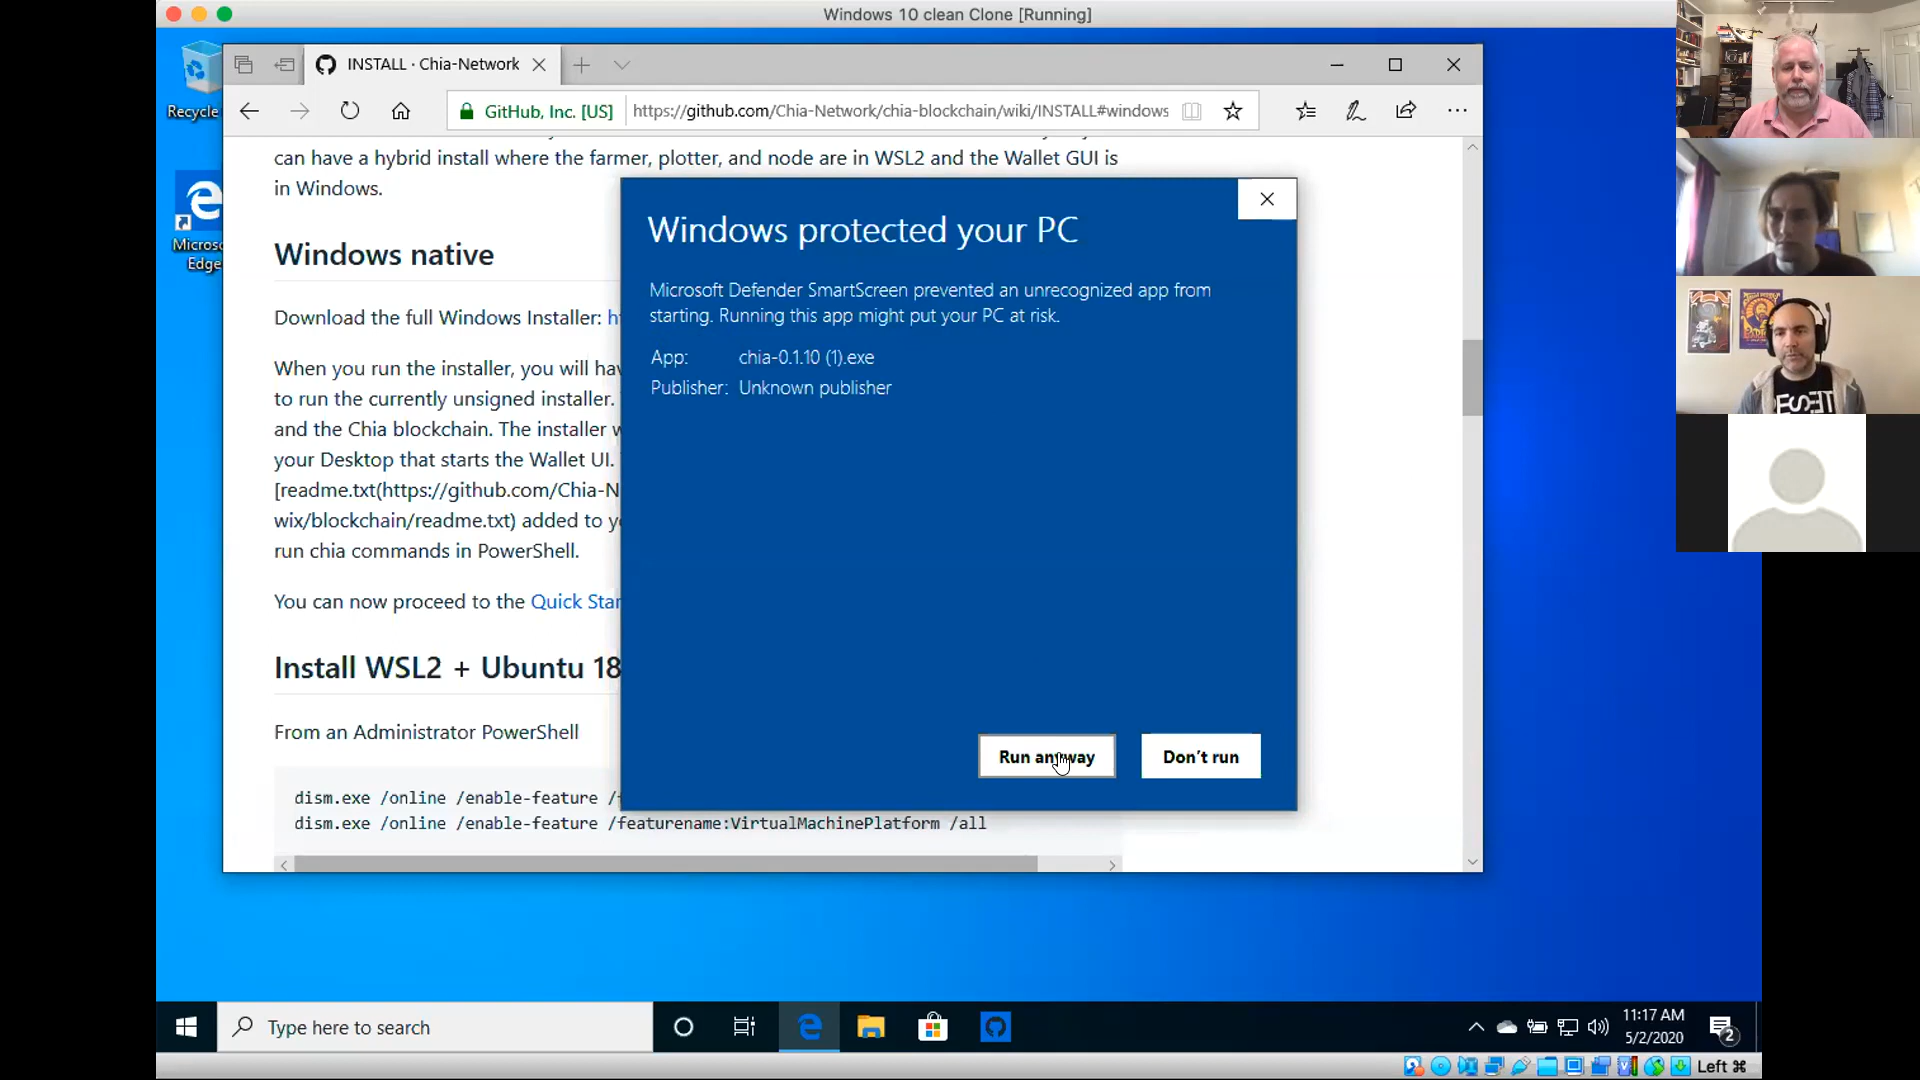 Windows 10 clean Clone [Running]
Recycle
Micros
Edge
INSTALL · Chia-Network
GitHub, Inc. [US]
https://github.com/Chia-Network/chia-blockchain/wiki/INSTALL#windows
can have a hybrid install where the farmer, plotter, and node are in WSL2 and the Wallet GUI is
in Windows.
Windows native
Download the full Windows Installer:
When you run the installer, you will hav
to run the currently unsigned installer.
and the Chia blockchain. The installer w
your Desktop that starts the Wallet UI.
[readme.txt(https://github.com/Chia-N
wix/blockchain/readme.txt) added to yo
run chia commands in PowerShell.
You can now proceed to the Quick Star
Install WSL2 + Ubuntu 18
From an Administrator PowerShell
dism.exe /online /enable-feature /f
dism.exe /online /enable-feature /featurename:VirtualMachinePlatform /all
Windows protected your PC
Microsoft Defender SmartScreen prevented an unrecognized app from
starting. Running this app might put your PC at risk.
App: chia-0.1.10 (1).exe
Publisher: Unknown publisher
Run anyway
Don't run
Type here to search
11:17 AM
5/2/2020
2
Left ⌘